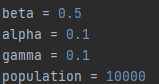 beta = 0.5
alpha = 0.1
gamma = 0.1
population = 10000